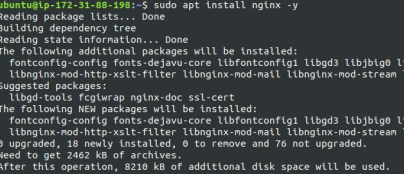 ubuntu@ip-172-31-88-198:~$ sudo apt install nginx -y
Reading package lists... Done
Building dependency tree
Reading state information... Done
The following additional packages will be installed:
fontconfig-config fonts-dejavu-core libfontconfig1 libgd3 libjbig0
libnginx-mod-http-xslt-filter libnginx-mod-mail libnginx-mod-stream
Suggested packages:
libgd-tools fcgiwrap nginx-doc ssl-cert
The following NEW packages will be installed:
fontconfig-config fonts-dejavu-core libfontconfig1 libgd3 libjbig0
libnginx-mod-http-xslt-filter libnginx-mod-mail libnginx-mod-stream
0 upgraded, 18 newly installed, 0 to remove and 76 not upgraded.
Need to get 2462 kB of archives.
After this operation, 8210 kB of additional disk space will be used.